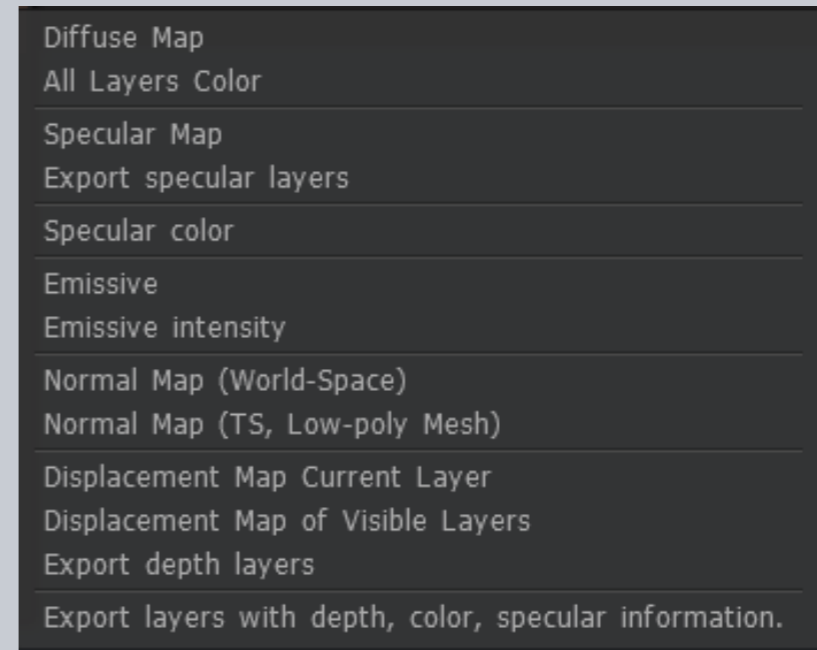 Diffuse Map
All Layers Color
Specular Map
Export specular layers
Specular color
Emissive
Emissive intensity
Normal Map (World-Space)
Normal Map (TS, Low-poly Mesh)
Displacement Map Current Layer
Displacement Map of Visible Layers
Export depth layers
Export layers with depth, color, specular information.